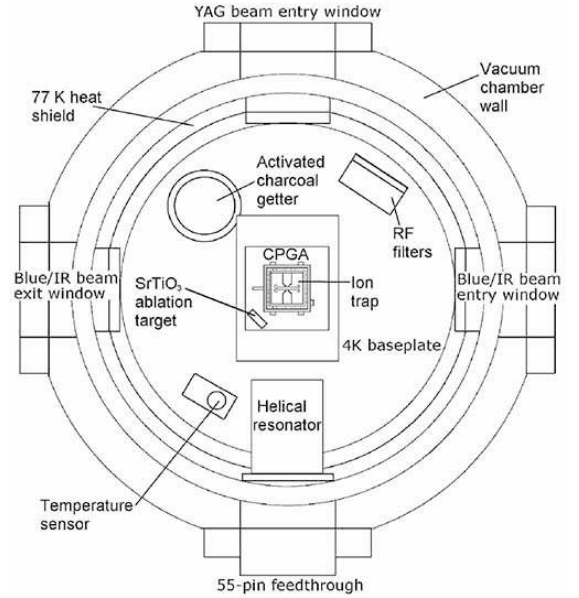 YAG beam entry window
Vacuum
chamber
wall
77 K heat
shield
Activated
charcoal
getter
RF
filters
CPGA
Blue/IR beam
exit window
SrTiO₃
ablation
target
Ion
trap
Blue/IR beam
entry window
4K baseplate
Helical
resonator
Temperature
sensor
55-pin feedthrough